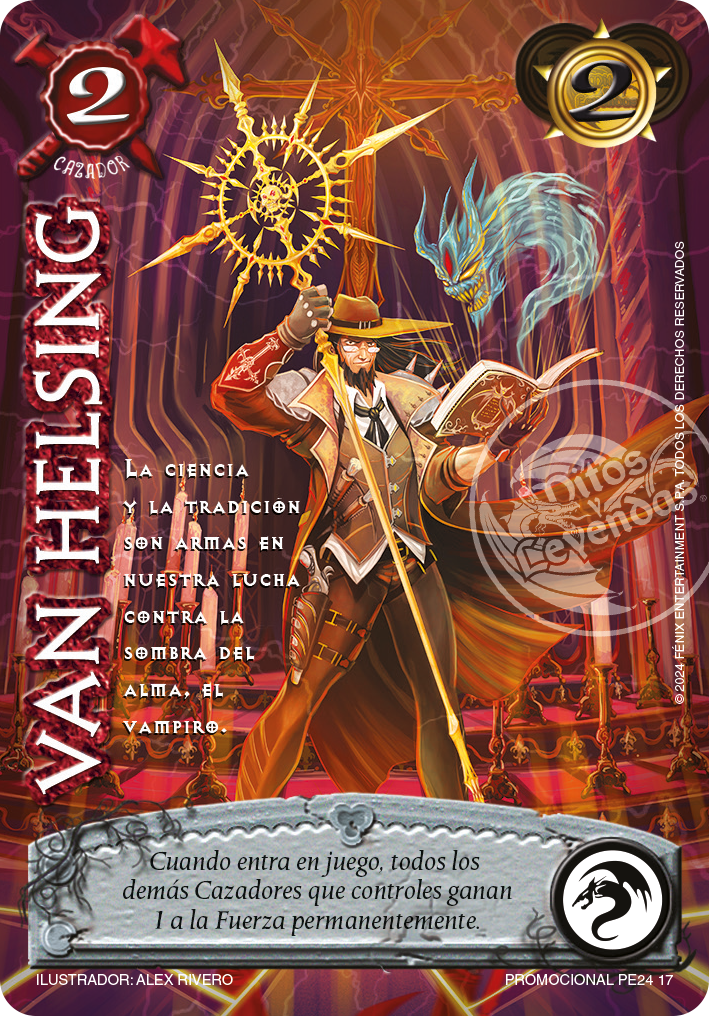 2
CAZADOR
2
VAN HELSING
La ciencia
y la tradición
son armas en
nuestra lucha
contra la
sombra del
alma, el
vampiro.
Mitos
y
Leyendas®
© 2024 FÉNIX ENTERTAINMENT S.P.A. TODOS LOS DERECHOS RESERVADOS
Cuando entra en juego, todos los
demás Cazadores que controles ganan
1 a la Fuerza permanentemente.
ILUSTRADOR: ALEX RIVERO
PROMOCIONAL PE24 17